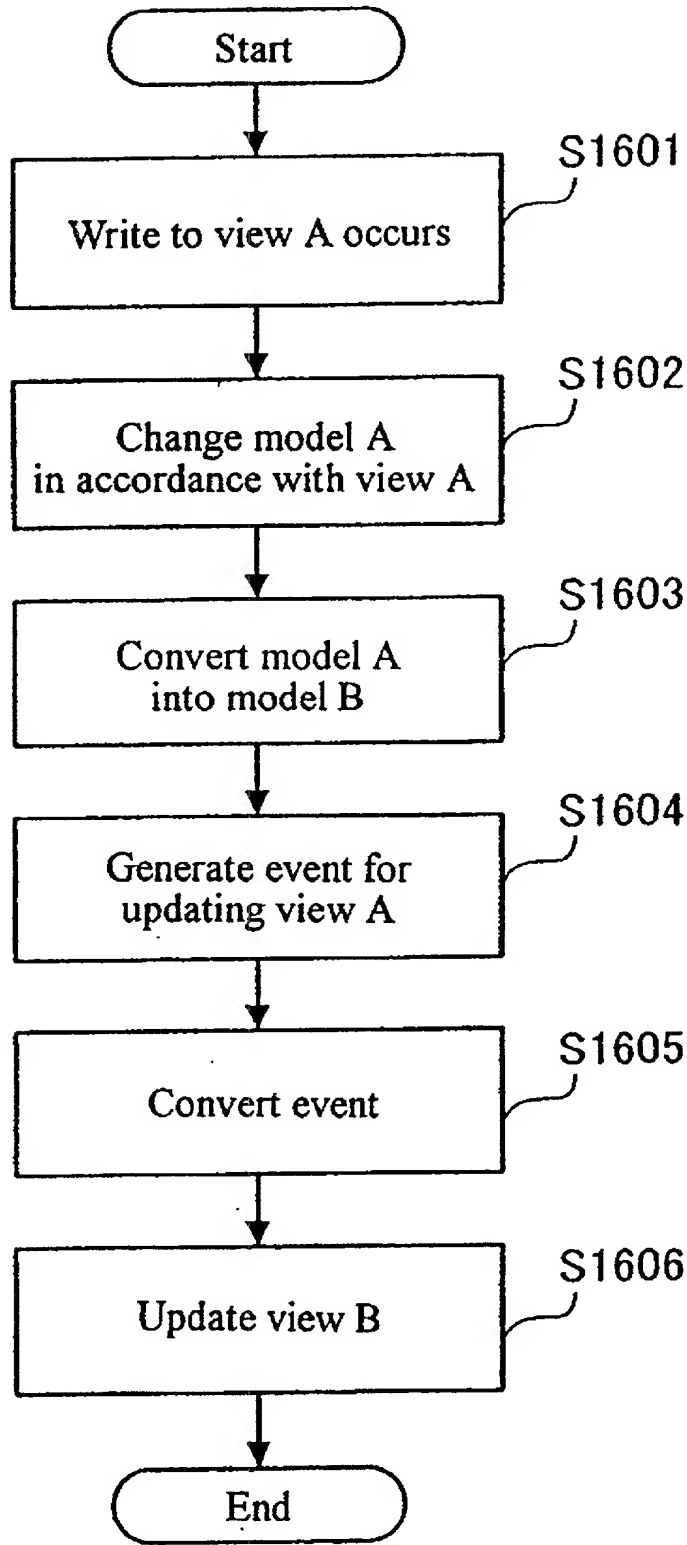 Start
S1601
Write to view A occurs
S1602
Change model A
in accordance with view A
S1603
Convert model A
into model B
S1604
Generate event for
updating view A
S1605
Convert event
S1606
Update view B
End